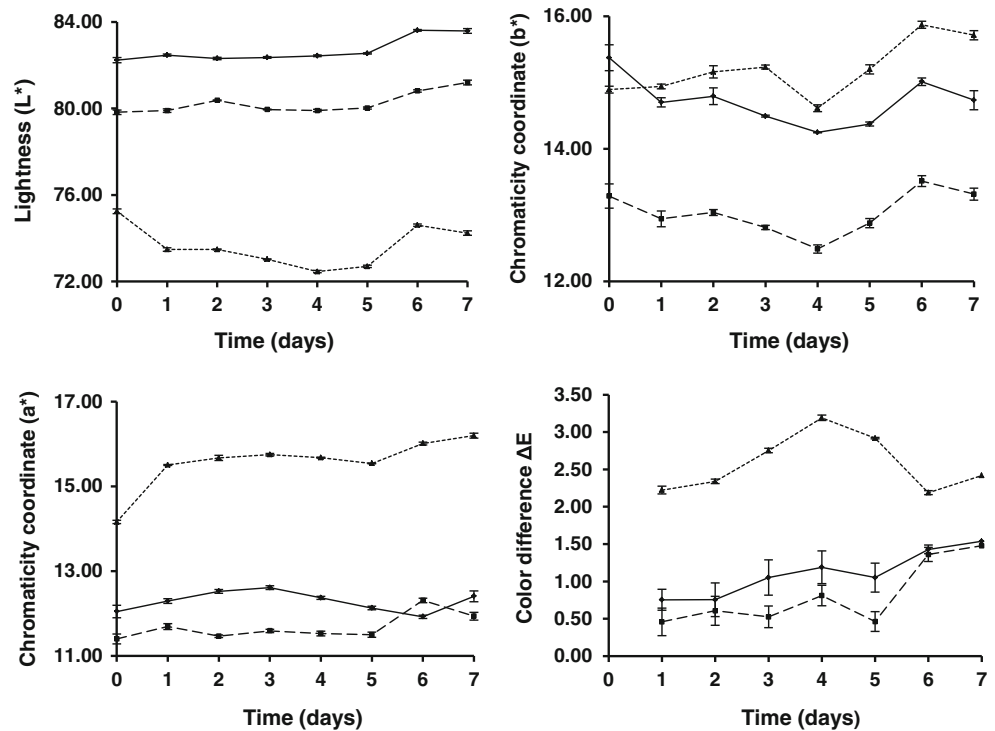 Lightness (L*)
84.00
80.00
76.00
72.00
0 1 2 3 4 5 6 7
Time (days)
Chromaticity coordinate (b*)
16.00
14.00
12.00
0 1 2 3 4 5 6 7
Time (days)
Chromaticity coordinate (a*)
17.00
15.00
13.00
11.00
0 1 2 3 4 5 6 7
Time (days)
Color difference ΔE
3.50
3.00
2.50
2.00
1.50
1.00
0.50
0.00
0 1 2 3 4 5 6 7
Time (days)